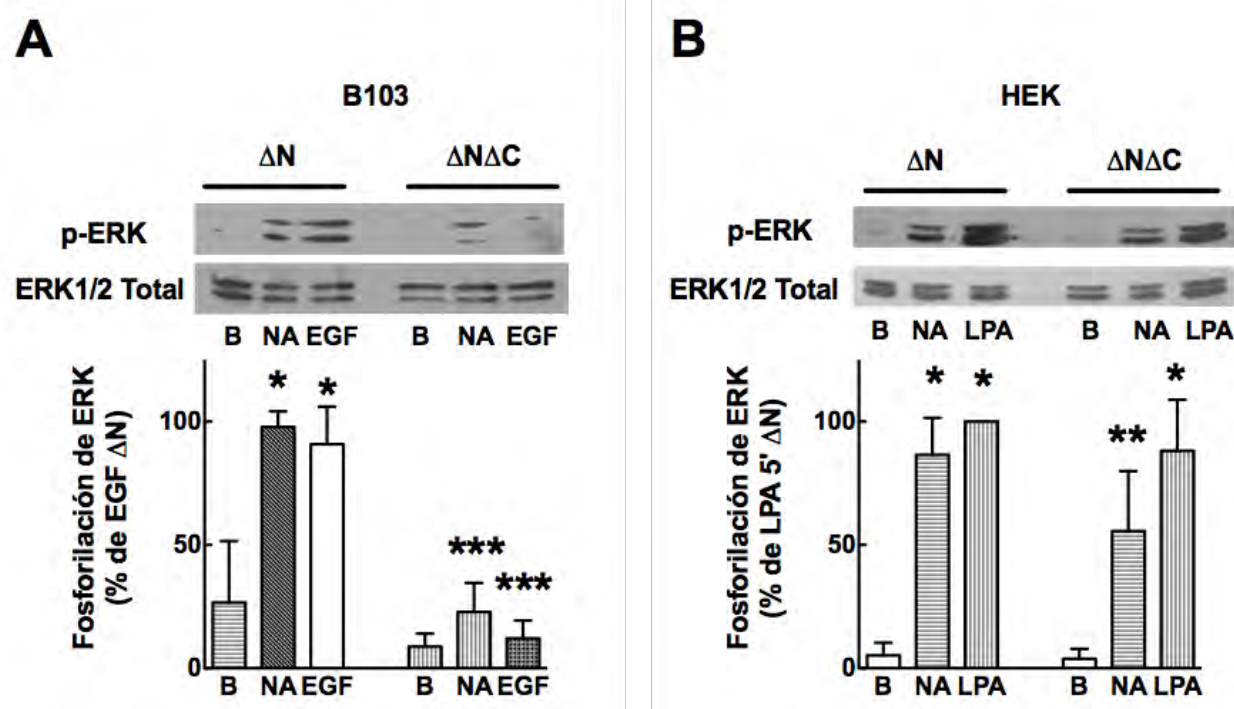 A
B103
ΔN ΔNΔC
p-ERK
ERK1/2 Total
B NA EGF B NA EGF
Fosforilación de ERK
(% de EGF ΔN)
100
50
0
* * *** ***
B NA EGF B NA EGF
B
HEK
ΔN ΔNΔC
p-ERK
ERK1/2 Total
B NA LPA B NA LPA
Fosforilación de ERK
(% de LPA 5' ΔN)
100
50
0
* * ** *
B NA LPA B NA LPA